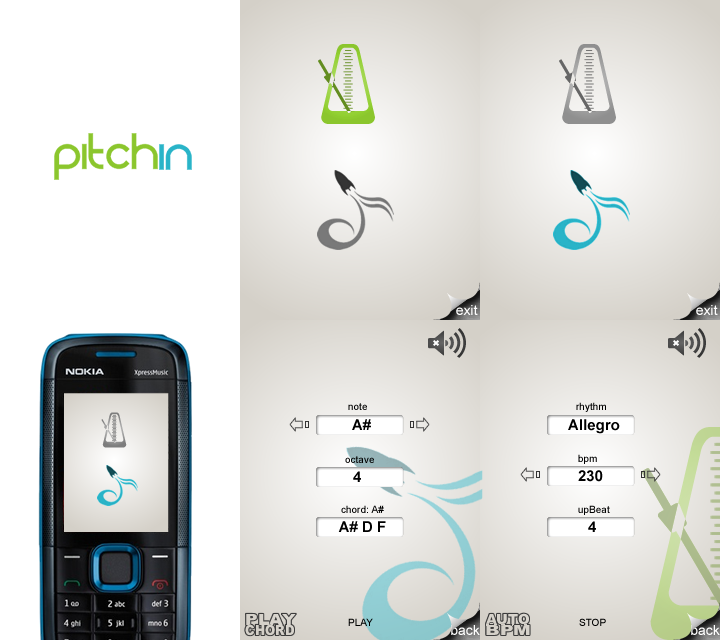 pitchin
exit
exit
NOKIA
XpressMusic
1
2 abc
def 3
4 ghi
5 jkl
mno 6
note
A#
octave
4
chord: A#
A# D F
PLAY CHORD
PLAY
back
rhythm
Allegro
bpm
230
upBeat
4
AUTO BPM
STOP
back